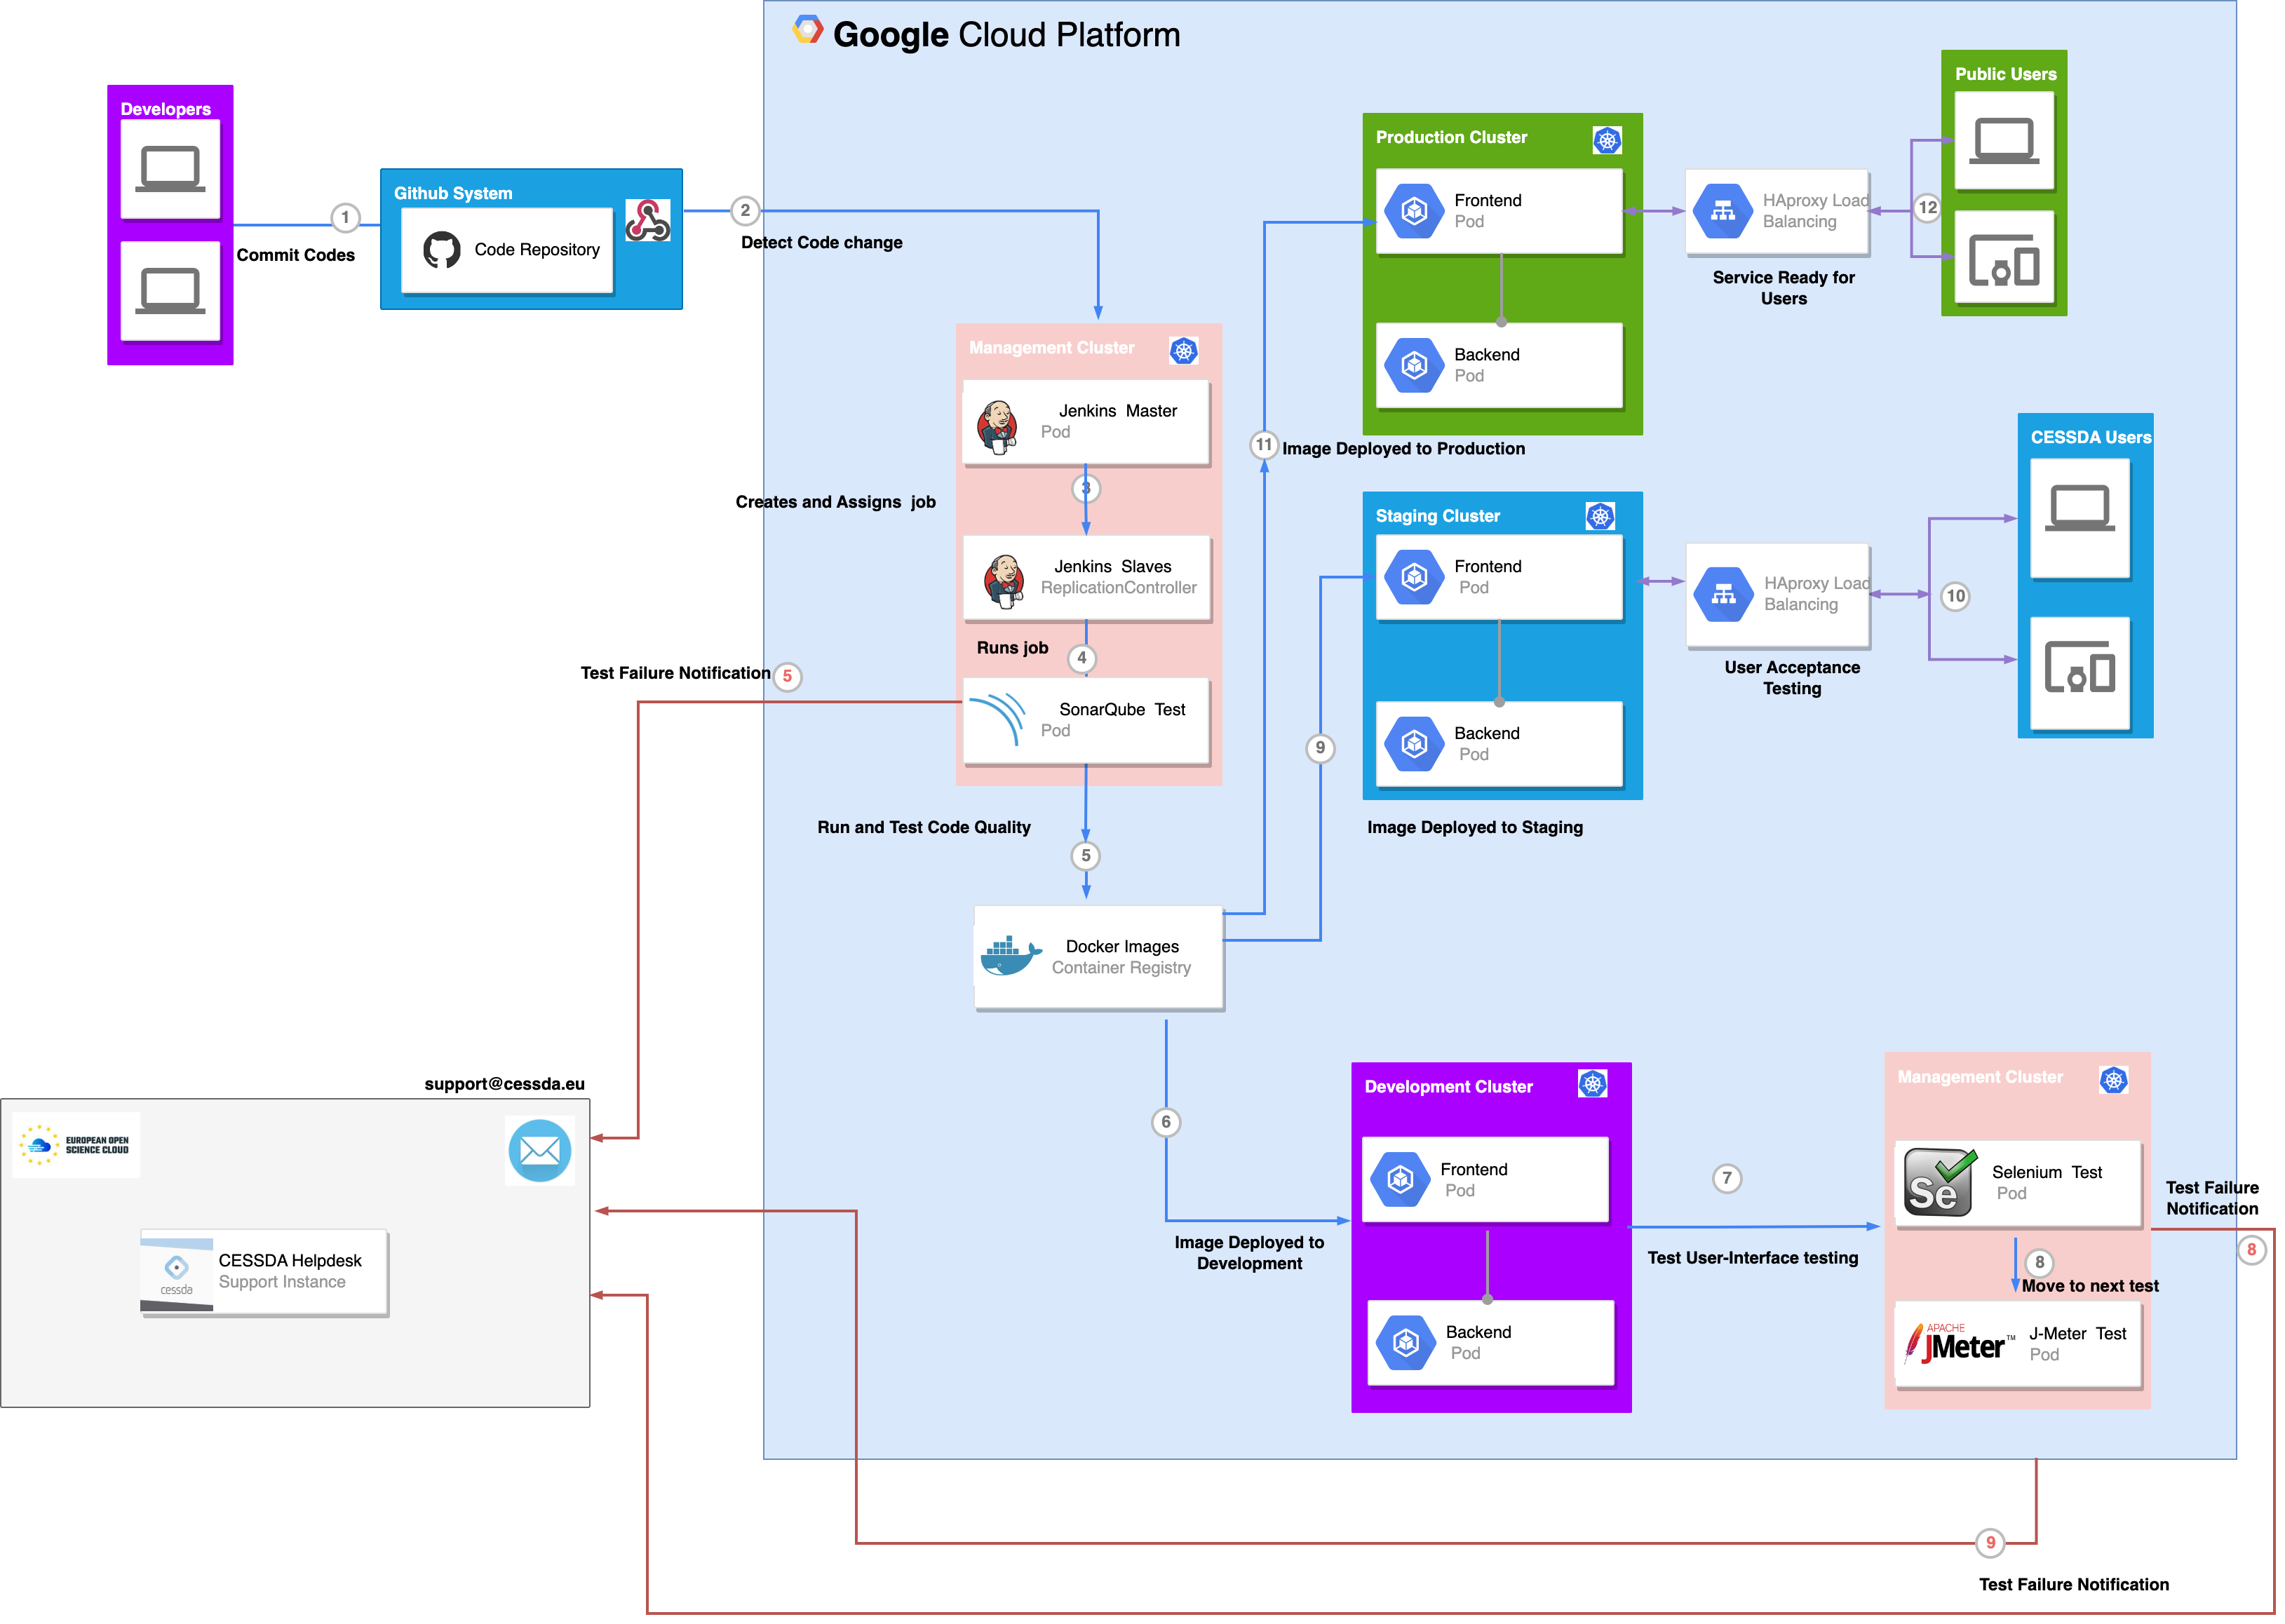 Google Cloud Platform
Developers
1
Commit Codes
Github System
Code Repository
2
Detect Code change
Management Cluster
Jenkins  Master
Pod
3
Creates and Assigns  job
Jenkins  Slaves
ReplicationController
Runs job
4
SonarQube  Test
Pod
Test Failure Notification
5
Run and Test Code Quality
5
Docker Images
Container Registry
Production Cluster
Frontend
Pod
Backend
Pod
11
Image Deployed to Production
HAproxy Load
Balancing
Service Ready for
Users
12
Public Users
Staging Cluster
Frontend
Pod
Backend
Pod
9
Image Deployed to Staging
HAproxy Load
Balancing
User Acceptance
Testing
10
CESSDA Users
6
Image Deployed to
Development
Development Cluster
Frontend
Pod
Backend
Pod
7
Test User-Interface testing
Management Cluster
Se
Selenium  Test
Pod
8
Move to next test
APACHE
JMeter™
J-Meter  Test
Pod
Test Failure
Notification
8
9
Test Failure Notification
support@cessda.eu
EUROPEAN OPEN
SCIENCE CLOUD
cessda
CESSDA Helpdesk
Support Instance